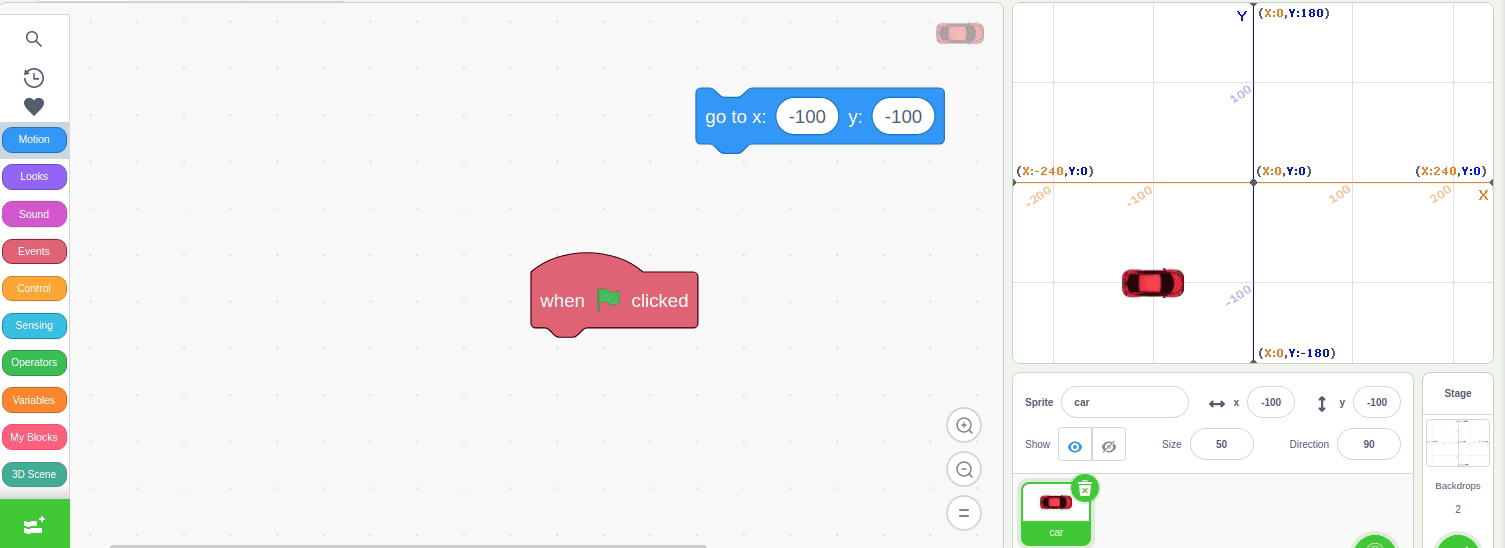 Motion
Looks
Sound
Events
Control
Sensing
Operators
Variables
My Blocks
3D Scene
go to x: -100 y: -100
when clicked
Y (X:0,Y:180)
100
(X:-240,Y:0) (X:0,Y:0) (X:240,Y:0)
-200 -100 100 200 X
-100
(X:0,Y:-180)
Sprite car x -100 y -100
Show Size 50 Direction 90
car
Stage
Backdrops
2